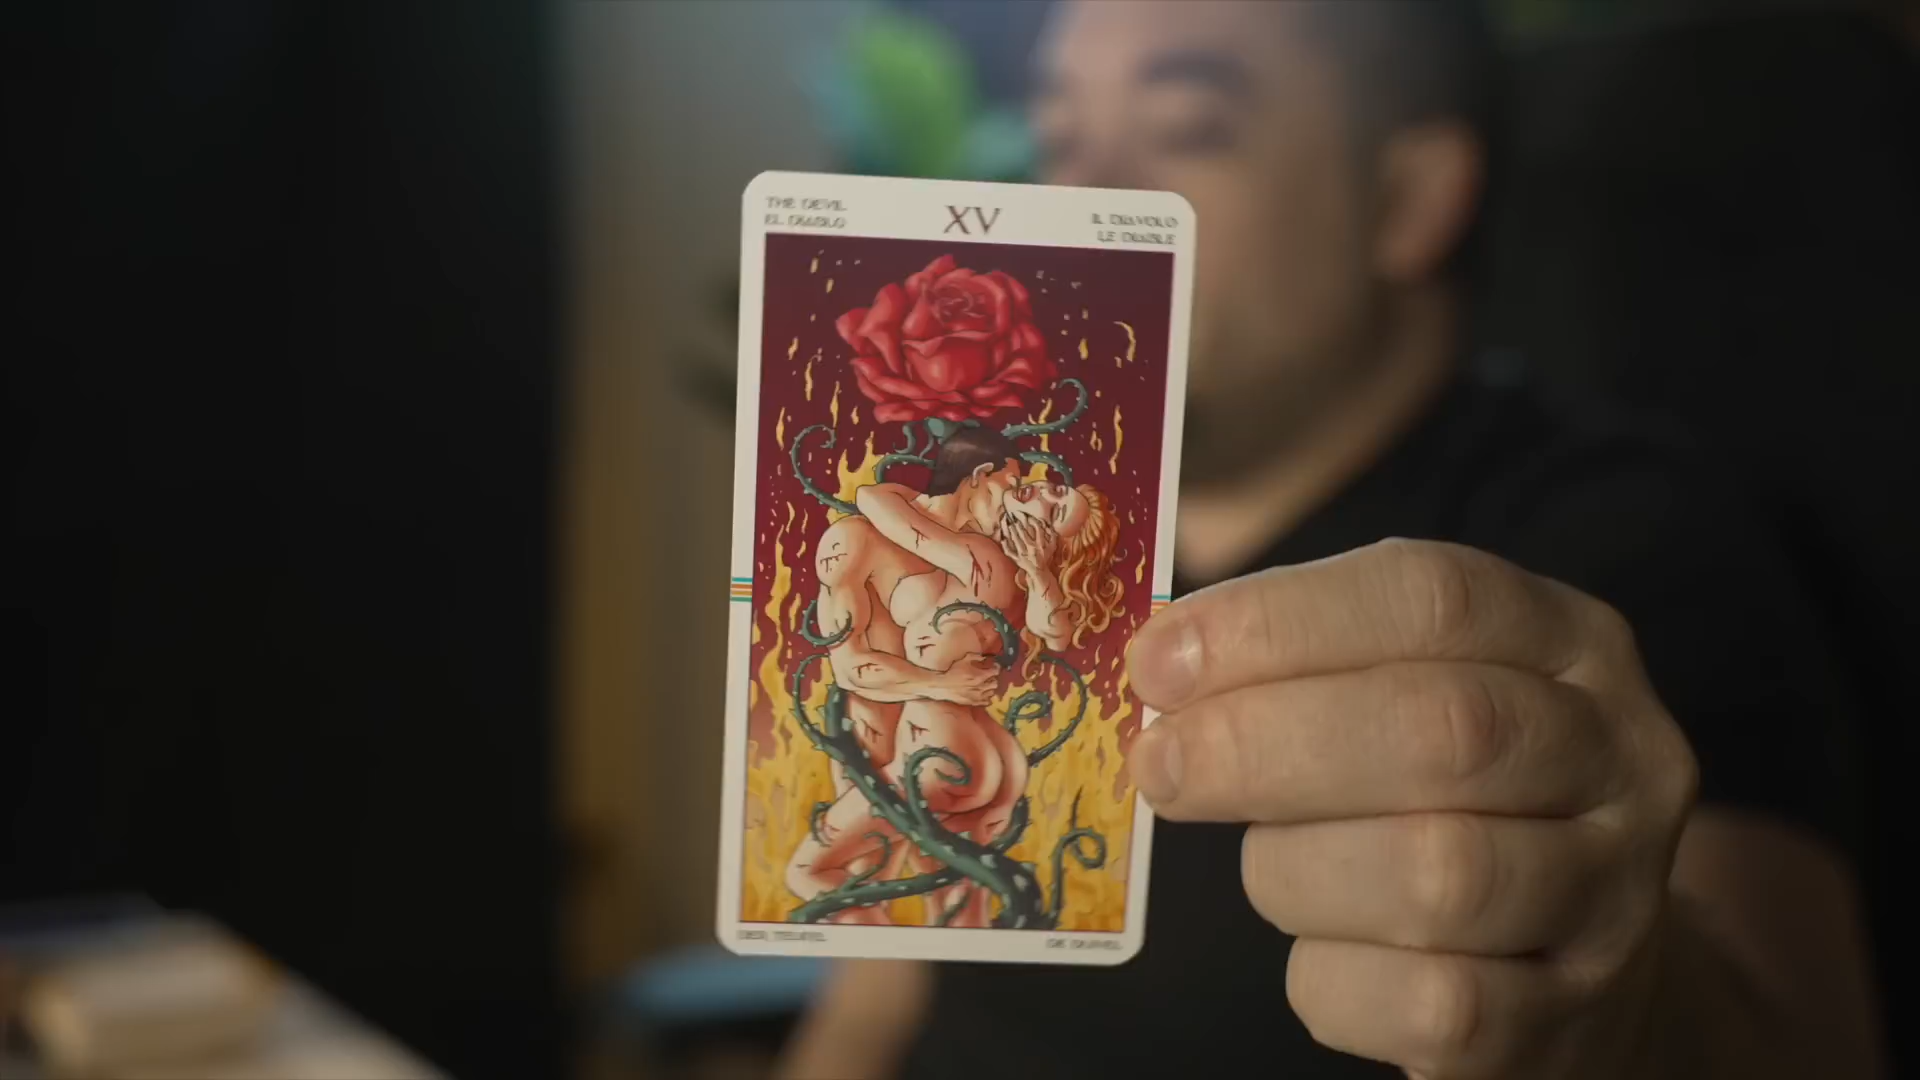 THE DEVIL
EL DIABLO
XV
IL DIAVOLO
LE DIABLE
DER TEUFEL
DE DUIVEL